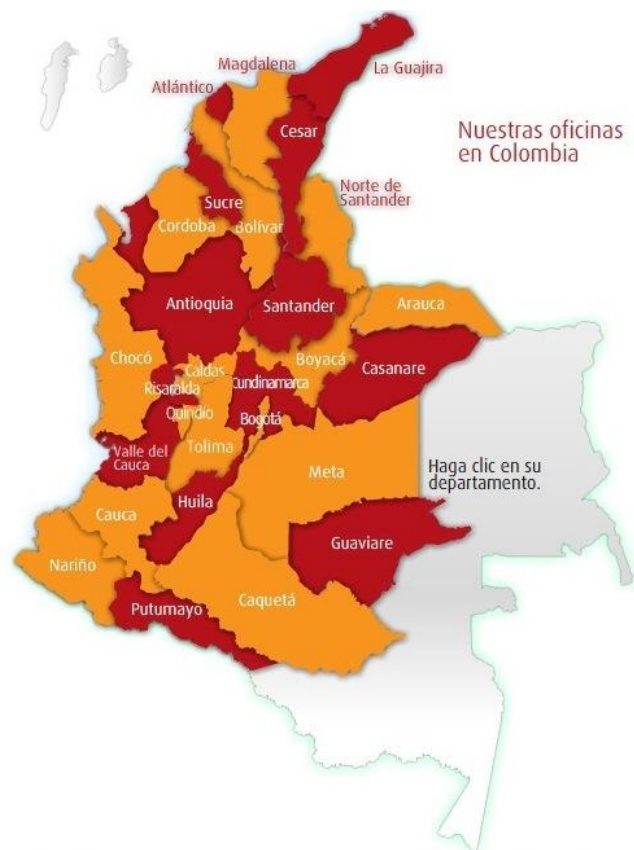 Magdalena
La Guajira
Atlántico
Cesar
Nuestras oficinas
en Colombia
Norte de
Santander
Sucre
Cordoba
Bolívar
Antioquia
Santander
Arauca
Chocó
Boyacá
Caldas
Casanare
Risaralda
Cundinamarca
Quindío
Bogotá
Tolima
Valle del
Cauca
Meta
Haga clic en su
departamento.
Huila
Cauca
Guaviare
Nariño
Caquetá
Putumayo